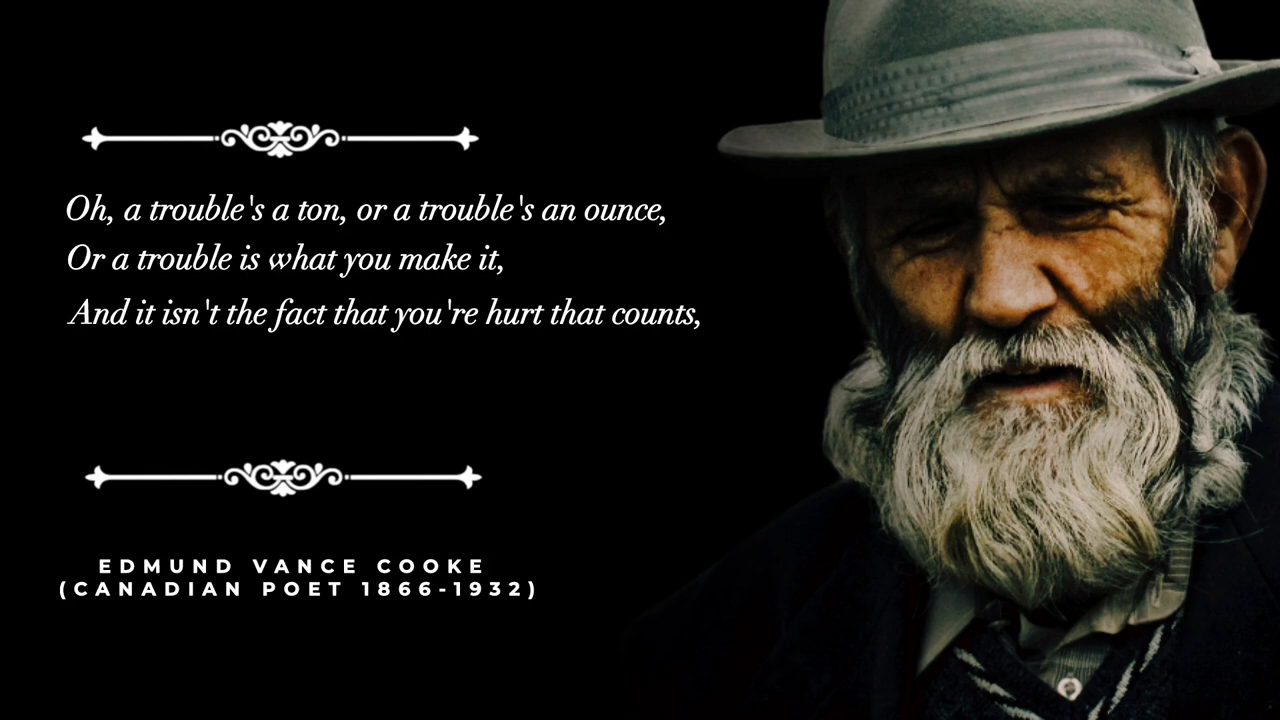 Oh, a trouble's a ton, or a trouble's an ounce,
Or a trouble is what you make it,
And it isn't the fact that you're hurt that counts,
EDMUND VANCE COOKE
(CANADIAN POET 1866-1932)